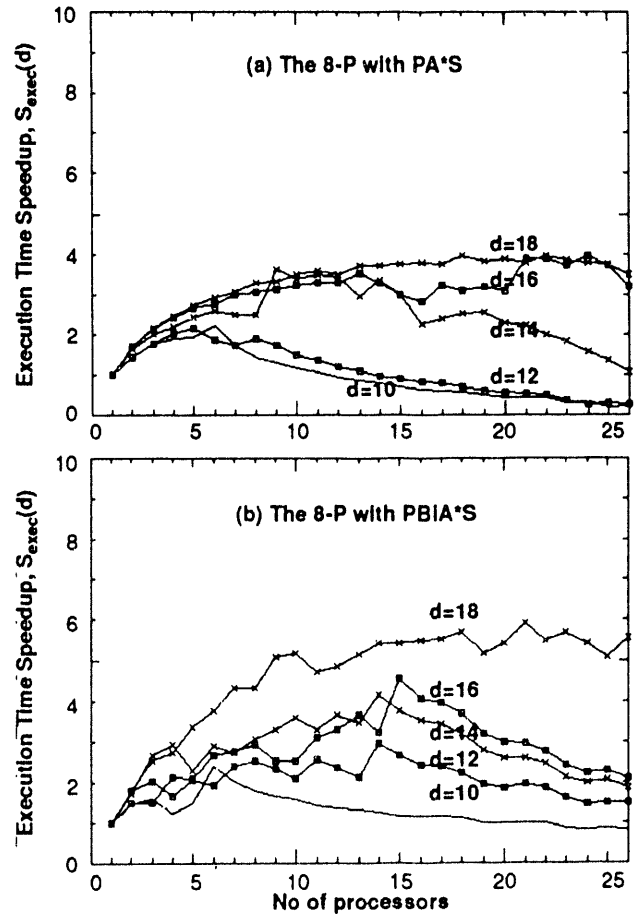 10
8
6
4
2
0
Execution Time Speedup, S_exec(d)
(a) The 8-P with PA*S
d=18
d=16
d=14
d=12
d=10
0 5 10 15 20 25
10
8
6
4
2
0
Execution Time Speedup, S_exec(d)
(b) The 8-P with PBiA*S
d=18
d=16
d=14
d=12
d=10
0 5 10 15 20 25
No of processors